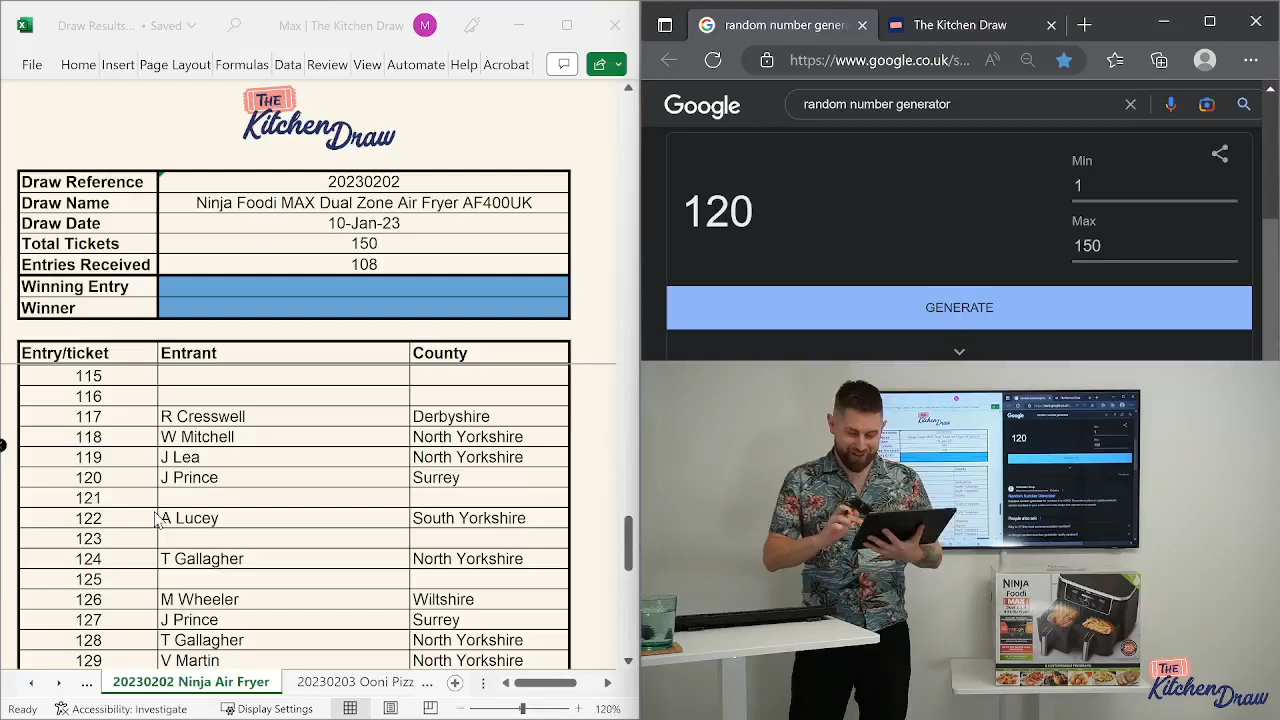 Draw Results... • Saved
Max | The Kitchen Draw
M
File Home Insert Page Layout Formulas Data Review View Automate Help Acrobat
THE
Kitchen Draw
Draw Reference 20230202
Draw Name Ninja Foodi MAX Dual Zone Air Fryer AF400UK
Draw Date 10-Jan-23
Total Tickets 150
Entries Received 108
Winning Entry
Winner
Entry/ticket Entrant County
115
116
117 R Cresswell Derbyshire
118 W Mitchell North Yorkshire
119 J Lea North Yorkshire
120 J Prince Surrey
121
122 A Lucey South Yorkshire
123
124 T Gallagher North Yorkshire
125
126 M Wheeler Wiltshire
127 J Prince Surrey
128 T Gallagher North Yorkshire
129 V Martin North Yorkshire
... 20230202 Ninja Air Fryer 20230203 Ooni Pizz ...
Ready Accessibility: Investigate Display Settings 120%
random number genera
The Kitchen Draw
https://www.google.co.uk/s...
Google
random number generator
120
Min
1
Max
150
GENERATE
Google
120
People also ask
NINJA
Foodi
MAX
THE
Kitchen Draw